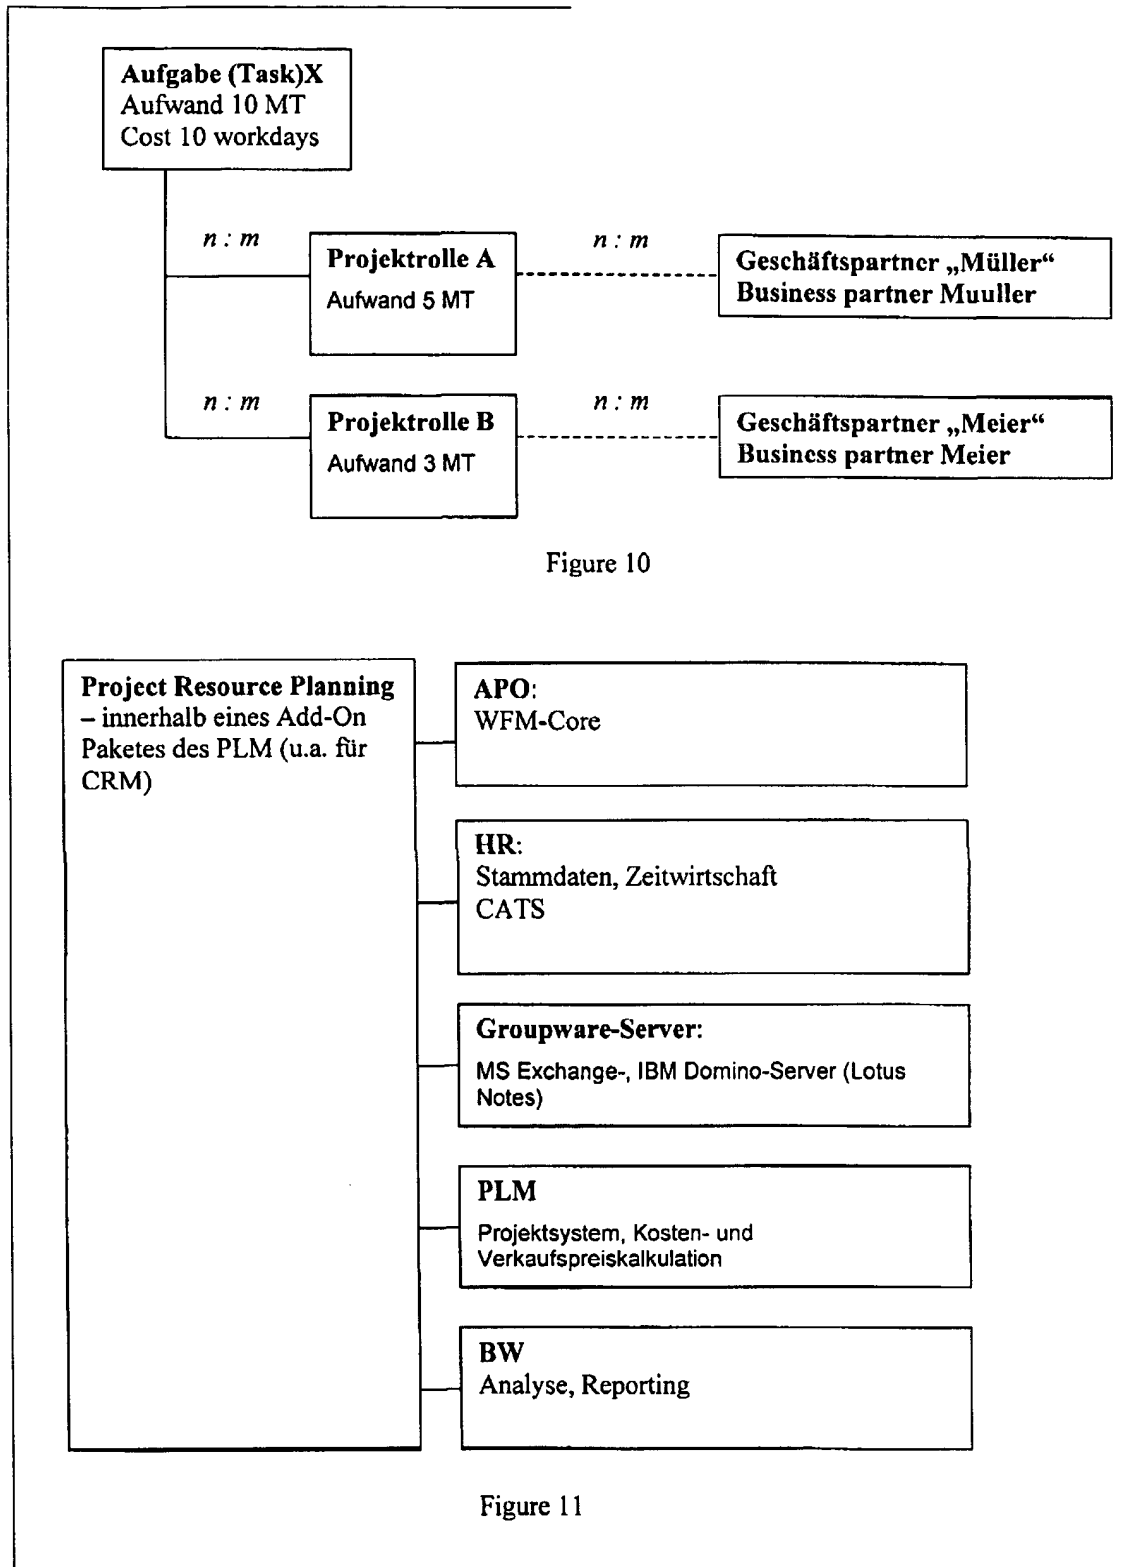 Aufgabe (Task)X
Aufwand 10 MT
Cost 10 workdays
n : m
n : m
Projektrolle A
Aufwand 5 MT
Geschäftspartner „Müller“
Business partner Muuller
n : m
n : m
Projektrolle B
Aufwand 3 MT
Geschäftspartner „Meier“
Business partner Meier
Figure 10
Project Resource Planning
– innerhalb eines Add-On
Paketes des PLM (u.a. für
CRM)
APO:
WFM-Core
HR:
Stammdaten, Zeitwirtschaft
CATS
Groupware-Server:
MS Exchange-, IBM Domino-Server (Lotus
Notes)
PLM
Projektsystem, Kosten- und
Verkaufspreiskalkulation
BW
Analyse, Reporting
Figure 11